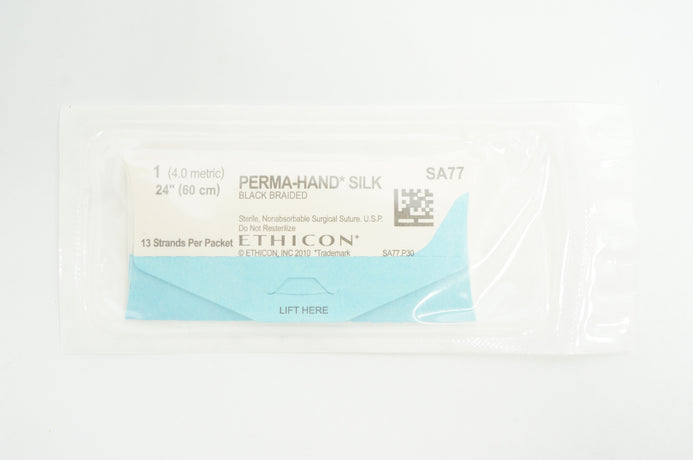 1 (4.0 metric)
24" (60 cm)
PERMA-HAND* SILK
BLACK BRAIDED
SA77
Sterile, Nonabsorbable Surgical Suture. U.S.P.
Do Not Resterilize
13 Strands Per Packet
ETHICON*
© ETHICON, INC 2010 *Trademark
SA77.P30
LIFT HERE